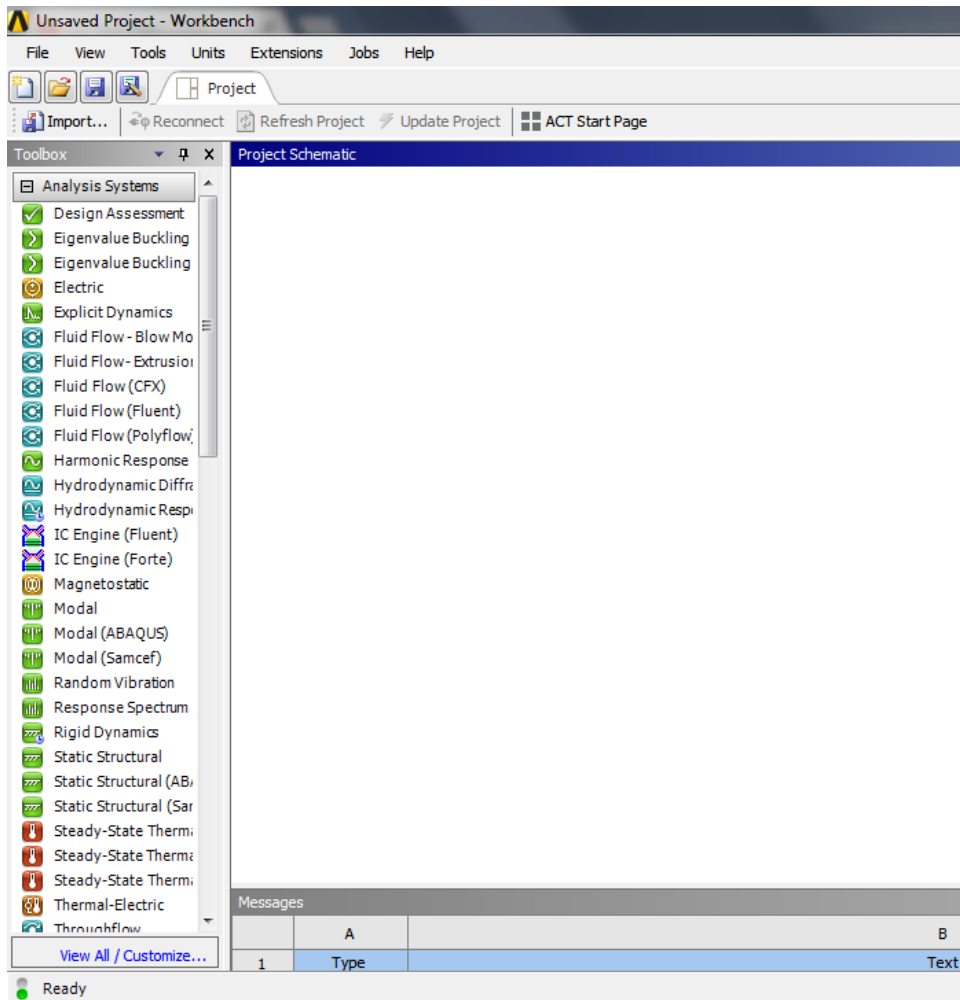 Unsaved Project - Workbench
File View Tools Units Extensions Jobs Help
Project
Import... Reconnect Refresh Project Update Project ACT Start Page
Toolbox
Project Schematic
Analysis Systems
Design Assessment
Eigenvalue Buckling
Eigenvalue Buckling
Electric
Explicit Dynamics
Fluid Flow - Blow Mo
Fluid Flow- Extrusion
Fluid Flow (CFX)
Fluid Flow (Fluent)
Fluid Flow (Polyflow)
Harmonic Response
Hydrodynamic Diffra
Hydrodynamic Respo
IC Engine (Fluent)
IC Engine (Forte)
Magnetostatic
Modal
Modal (ABAQUS)
Modal (Samcef)
Random Vibration
Response Spectrum
Rigid Dynamics
Static Structural
Static Structural (ABA
Static Structural (Sam
Steady-State Therma
Steady-State Therma
Steady-State Therma
Thermal-Electric
Throughflow
View All / Customize...
Messages
A B
1 Type Text
Ready